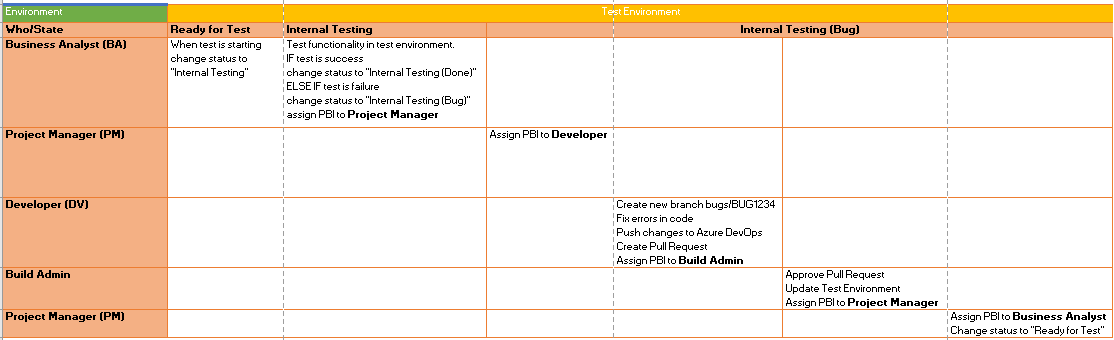 Environment
Test Environment
Who/State
Ready for Test
Internal Testing
Internal Testing (Bug)
Business Analyst (BA)
When test is starting
change status to
"Internal Testing"
Test functionality in test environment.
IF test is success
change status to "Internal Testing (Done)"
ELSE IF test is failure
change status to "Internal Testing (Bug)"
assign PBI to Project Manager
Project Manager (PM)
Assign PBI to Developer
Developer (DV)
Create new branch bugs/BUG1234
Fix errors in code
Push changes to Azure DevOps
Create Pull Request
Assign PBI to Build Admin
Build Admin
Approve Pull Request
Update Test Environment
Assign PBI to Project Manager
Project Manager (PM)
Assign PBI to Business Analyst
Change status to "Ready for Test"